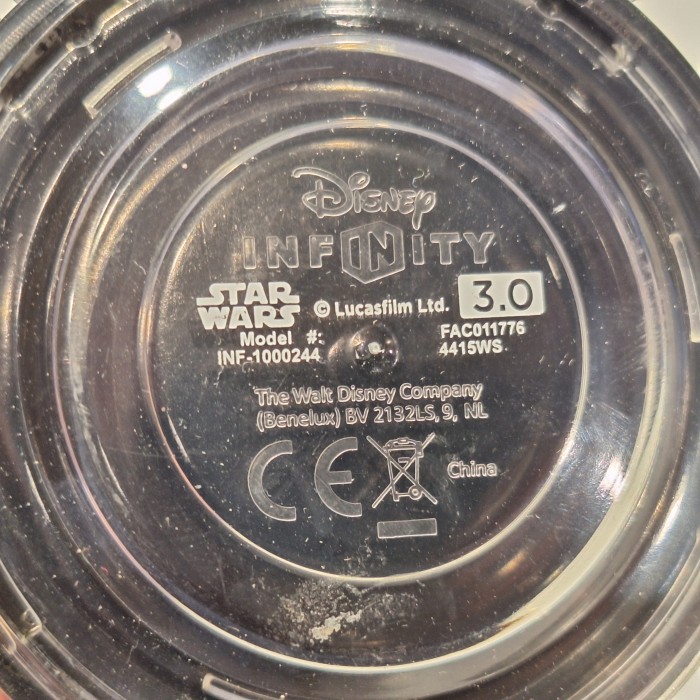 Disney
INFINITY
STAR WARS © Lucasfilm Ltd. 3.0
Model #: FAC011776
INF-1000244 4415WS
The Walt Disney Company
(Benelux) BV 2132LS, 9, NL
CE China